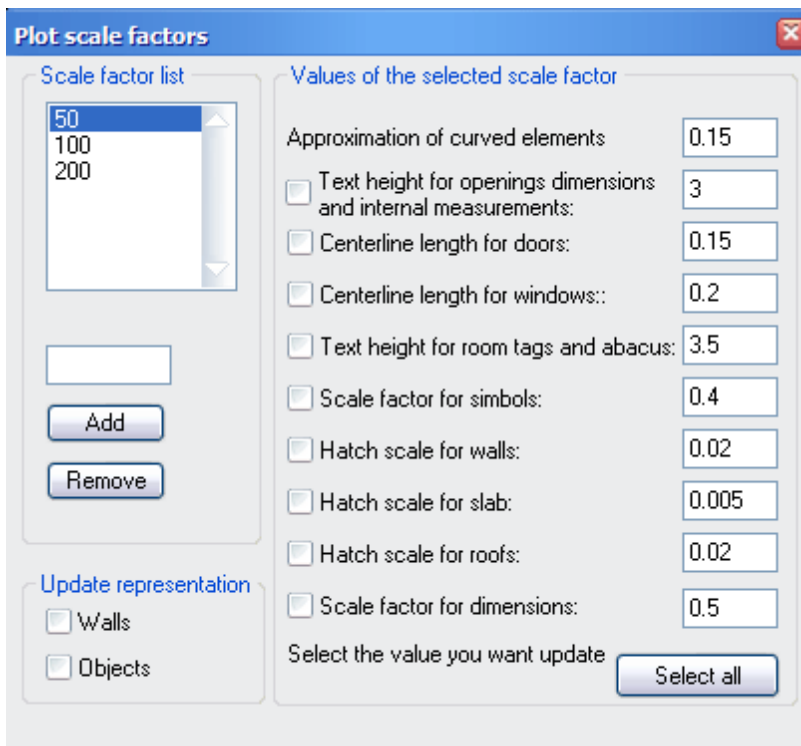 Plot scale factors
Scale factor list
50
100
200
Add
Remove
Update representation
Walls
Objects
Values of the selected scale factor
Approximation of curved elements 0.15
Text height for openings dimensions
and internal measurements: 3
Centerline length for doors: 0.15
Centerline length for windows:: 0.2
Text height for room tags and abacus: 3.5
Scale factor for simbols: 0.4
Hatch scale for walls: 0.02
Hatch scale for slab: 0.005
Hatch scale for roofs: 0.02
Scale factor for dimensions: 0.5
Select the value you want update
Select all